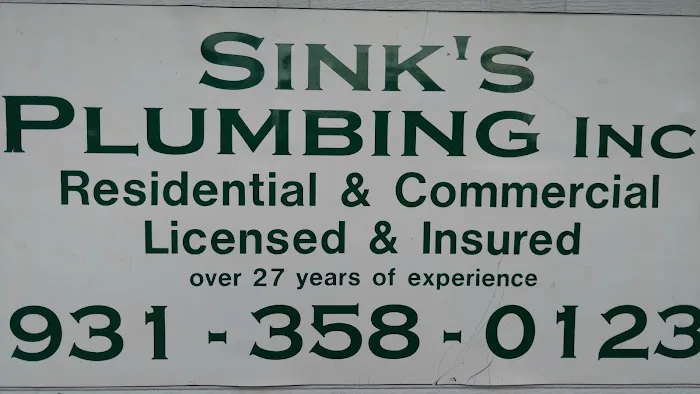 SINK'S
PLUMBING INC
Residential & Commercial
Licensed & Insured
over 27 years of experience
931 - 358 - 0123